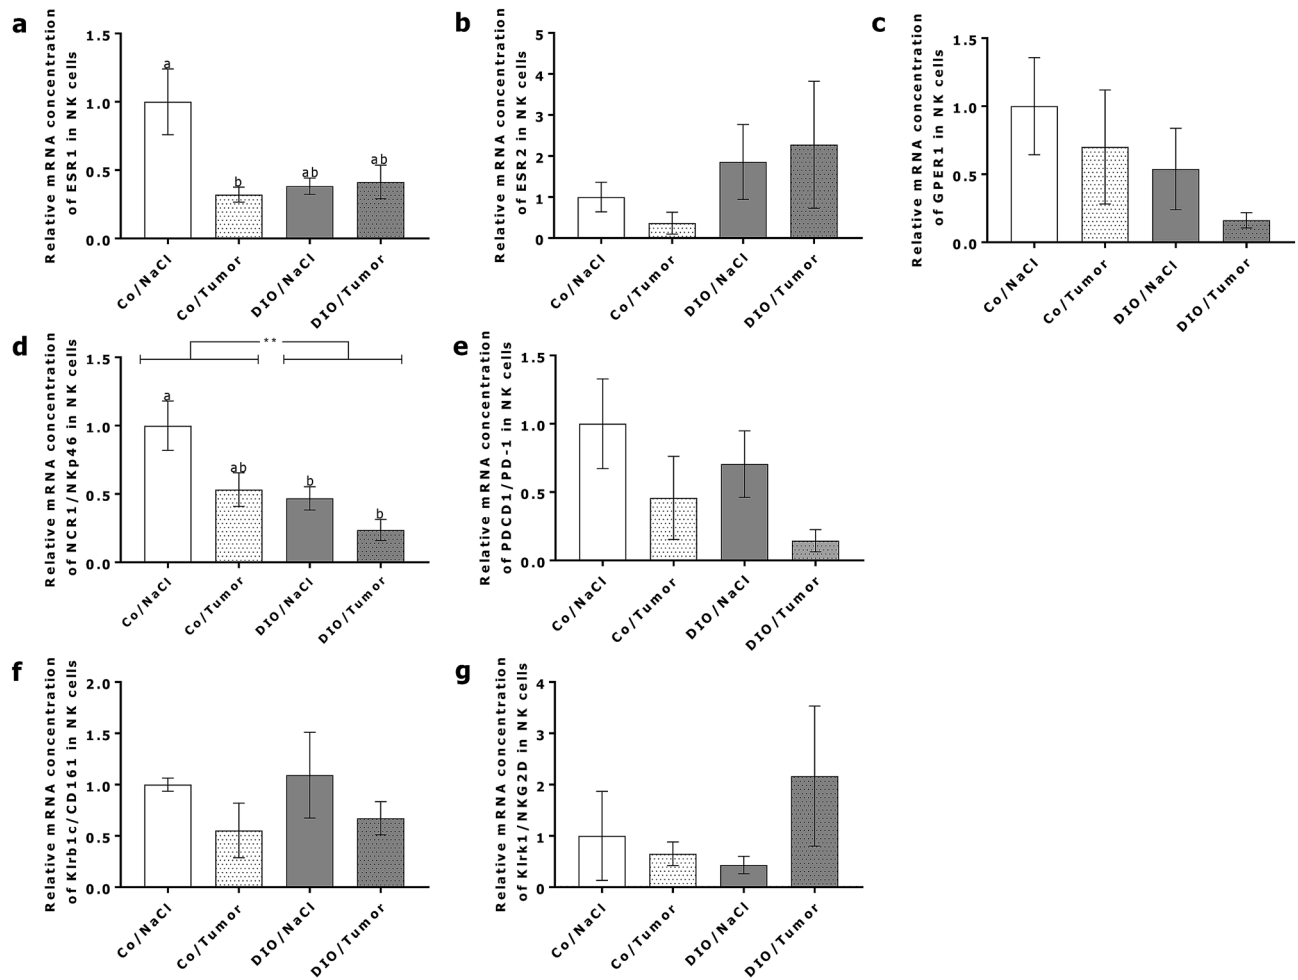 a
Relative mRNA concentration
of ESR1 in NK cells
1.5
1.0
0.5
0.0
a
b
ab
ab
Co/NaCl
Co/Tumor
DIO/NaCl
DIO/Tumor
b
Relative mRNA concentration
of ESR2 in NK cells
5
4
3
2
1
0
Co/NaCl
Co/Tumor
DIO/NaCl
DIO/Tumor
c
Relative mRNA concentration
of GPER1 in NK cells
1.5
1.0
0.5
0.0
Co/NaCl
Co/Tumor
DIO/NaCl
DIO/Tumor
d
Relative mRNA concentration
of NCR1/NKp46 in NK cells
1.5
1.0
0.5
0.0
**
a
ab
b
b
Co/NaCl
Co/Tumor
DIO/NaCl
DIO/Tumor
e
Relative mRNA concentration
of PDCD1/PD-1 in NK cells
1.5
1.0
0.5
0.0
Co/NaCl
Co/Tumor
DIO/NaCl
DIO/Tumor
f
Relative mRNA concentration
of Klrb1c/CD161 in NK cells
2.0
1.5
1.0
0.5
0.0
Co/NaCl
Co/Tumor
DIO/NaCl
DIO/Tumor
g
Relative mRNA concentration
of Klrk1/NKG2D in NK cells
4
3
2
1
0
Co/NaCl
Co/Tumor
DIO/NaCl
DIO/Tumor